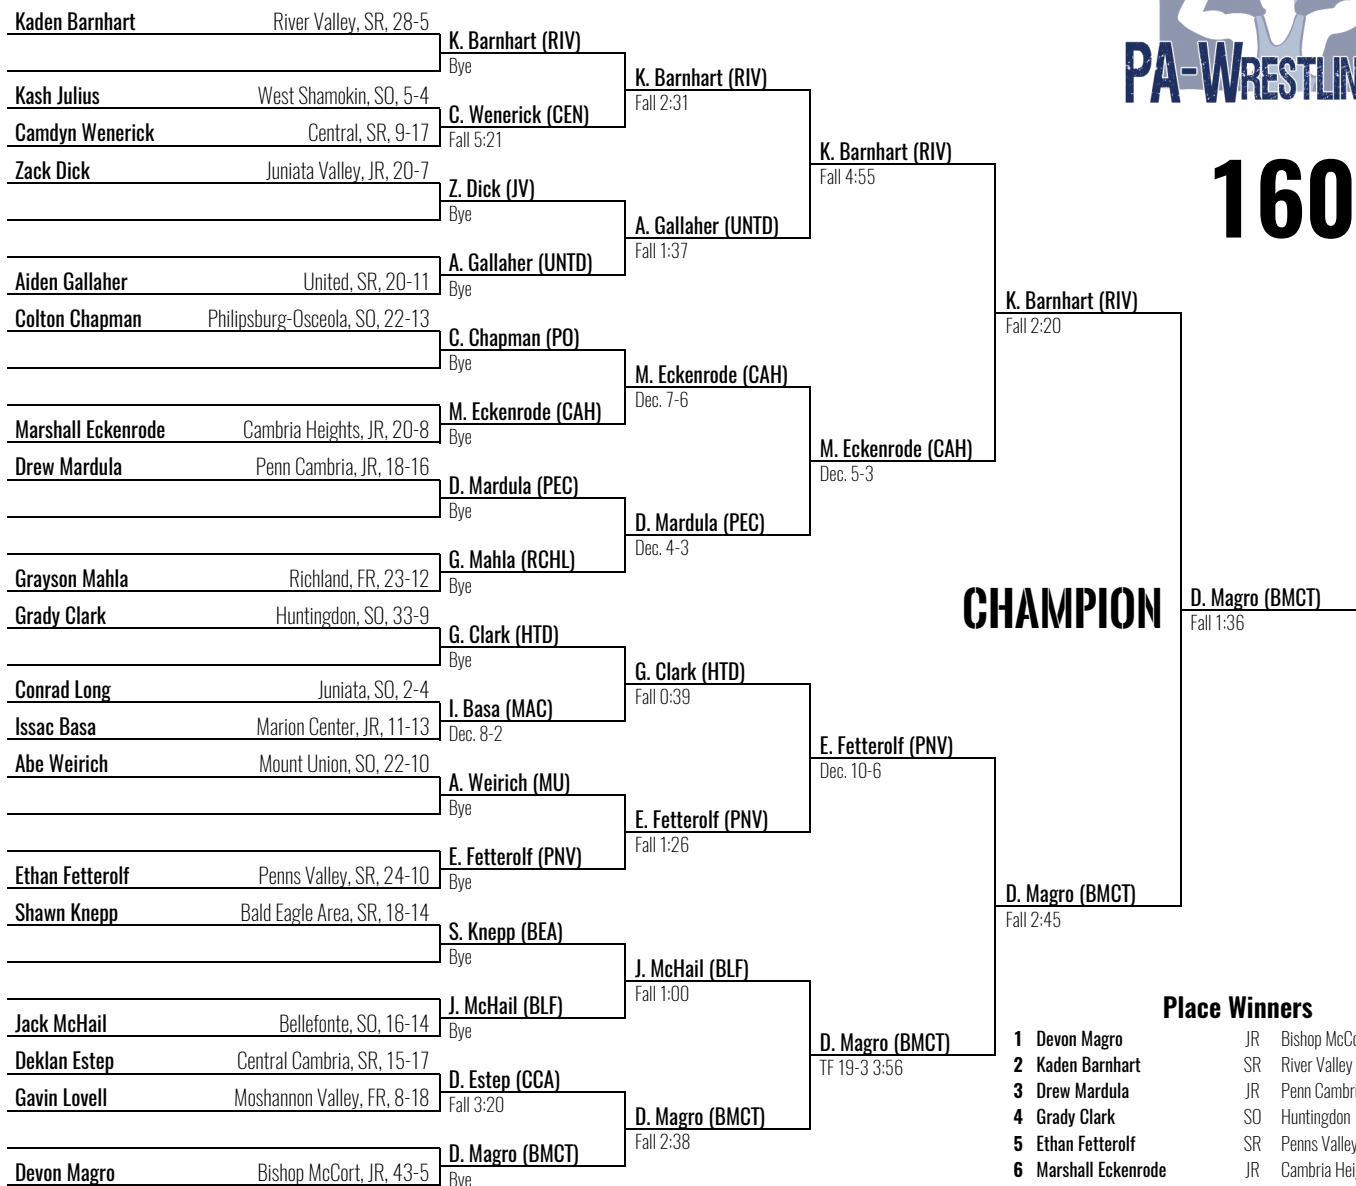 Kaden Barnhart River Valley, SR, 28-5
K. Barnhart (RIV)
Bye
K. Barnhart (RIV)
Fall 2:31
Kash Julius West Shamokin, SO, 5-4
C. Wenerick (CEN)
Fall 5:21
Camdyn Wenerick Central, SR, 9-17
K. Barnhart (RIV)
Fall 4:55
Zack Dick Juniata Valley, JR, 20-7
Z. Dick (JV)
Bye
A. Gallaher (UNTD)
Fall 1:37
A. Gallaher (UNTD)
Bye
Aiden Gallaher United, SR, 20-11
K. Barnhart (RIV)
Fall 2:20
Colton Chapman Philipsburg-Osceola, SO, 22-13
C. Chapman (PO)
Bye
M. Eckenrode (CAH)
Dec. 7-6
M. Eckenrode (CAH)
Bye
Marshall Eckenrode Cambria Heights, JR, 20-8
M. Eckenrode (CAH)
Dec. 5-3
Drew Mardula Penn Cambria, JR, 18-16
D. Mardula (PEC)
Bye
D. Mardula (PEC)
Dec. 4-3
G. Mahla (RCHL)
Bye
Grayson Mahla Richland, FR, 23-12
CHAMPION
D. Magro (BMCT)
Fall 1:36
Grady Clark Huntingdon, SO, 33-9
G. Clark (HTD)
Bye
G. Clark (HTD)
Fall 0:39
Conrad Long Juniata, SO, 2-4
I. Basa (MAC)
Dec. 8-2
Issac Basa Marion Center, JR, 11-13
E. Fetterolf (PNV)
Dec. 10-6
Abe Weirich Mount Union, SO, 22-10
A. Weirich (MU)
Bye
E. Fetterolf (PNV)
Fall 1:26
E. Fetterolf (PNV)
Bye
Ethan Fetterolf Penns Valley, SR, 24-10
D. Magro (BMCT)
Fall 2:45
Shawn Knepp Bald Eagle Area, SR, 18-14
S. Knepp (BEA)
Bye
J. McHail (BLF)
Fall 1:00
J. McHail (BLF)
Bye
Jack McHail Bellefonte, SO, 16-14
D. Magro (BMCT)
TF 19-3 3:56
Deklan Estep Central Cambria, SR, 15-17
D. Estep (CCA)
Fall 3:20
Gavin Lovell Moshannon Valley, FR, 8-18
D. Magro (BMCT)
Fall 2:38
D. Magro (BMCT)
Bye
Devon Magro Bishop McCort, JR, 43-5
PA-WRESTLIN
160
Place Winners
1 Devon Magro JR Bishop McCo
2 Kaden Barnhart SR River Valley
3 Drew Mardula JR Penn Cambri
4 Grady Clark SO Huntingdon
5 Ethan Fetterolf SR Penns Valley
6 Marshall Eckenrode JR Cambria Hei